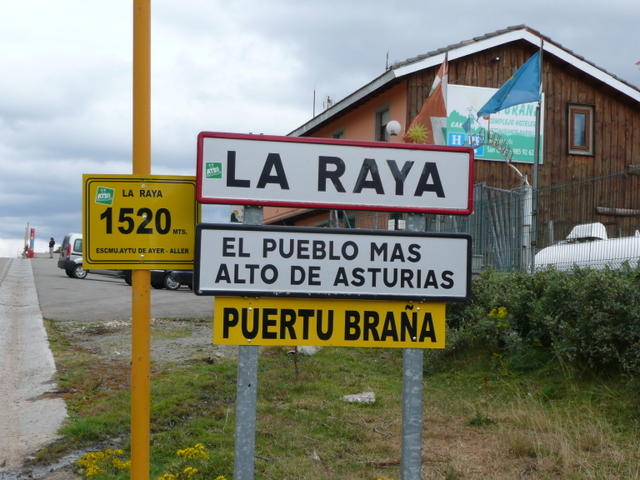 LA RAYA
1520 MTS.
ESCMU.AYTU DE AYER - ALLER
LA RAYA
EL PUEBLO MAS
ALTO DE ASTURIAS
PUERTU BRAÑA
H